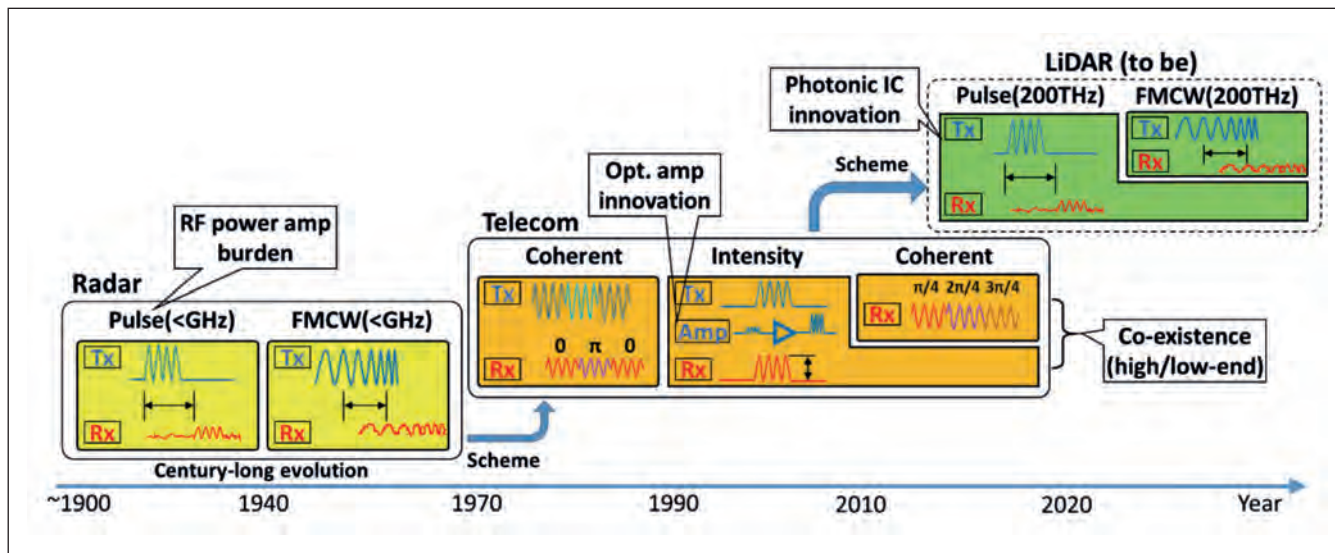 LiDAR (to be)
Photonic IC
innovation
Pulse(200THz)
FMCW(200THz)
Tx
Rx
Tx
Rx
Scheme
Opt. amp
innovation
RF power amp
burden
Telecom
Coherent
Intensity
Coherent
Tx
0 π 0
Rx
Tx
Amp
Rx
π/4 2π/4 3π/4
Rx
Co-existence
(high/low-end)
Radar
Pulse(<GHz)
FMCW(<GHz)
Tx
Rx
Tx
Rx
Century-long evolution
Scheme
~1900 1940 1970 1990 2010 2020 Year